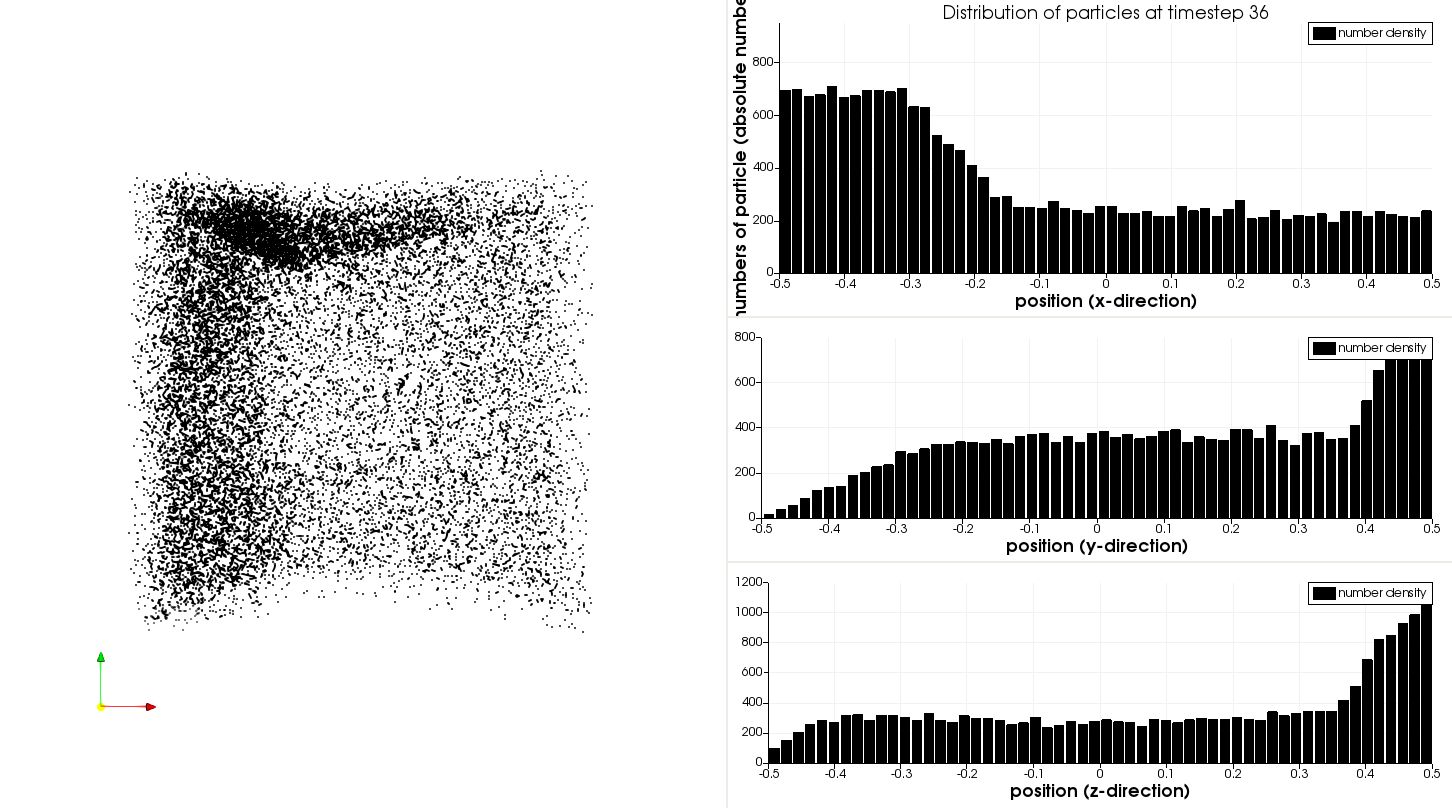 Distribution of particles at timestep 36
numbers of particle (absolute number
number density
800
600
400
200
0
-0.5 -0.4 -0.3 -0.2 -0.1 0 0.1 0.2 0.3 0.4 0.5
position (x-direction)
number density
800
600
400
200
0
-0.5 -0.4 -0.3 -0.2 -0.1 0 0.1 0.2 0.3 0.4 0.5
position (y-direction)
number density
1200
1000
800
600
400
200
0
-0.5 -0.4 -0.3 -0.2 -0.1 0 0.1 0.2 0.3 0.4 0.5
position (z-direction)